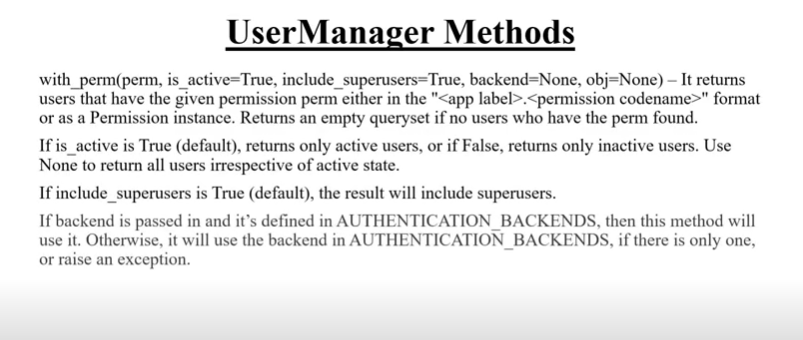 UserManager Methods
with_perm(perm, is_active=True, include_superusers=True, backend=None, obj=None) – It returns
users that have the given permission perm either in the "<app label>.<permission codename>" format
or as a Permission instance. Returns an empty queryset if no users who have the perm found.
If is_active is True (default), returns only active users, or if False, returns only inactive users. Use
None to return all users irrespective of active state.
If include_superusers is True (default), the result will include superusers.
If backend is passed in and it’s defined in AUTHENTICATION_BACKENDS, then this method will
use it. Otherwise, it will use the backend in AUTHENTICATION_BACKENDS, if there is only one,
or raise an exception.